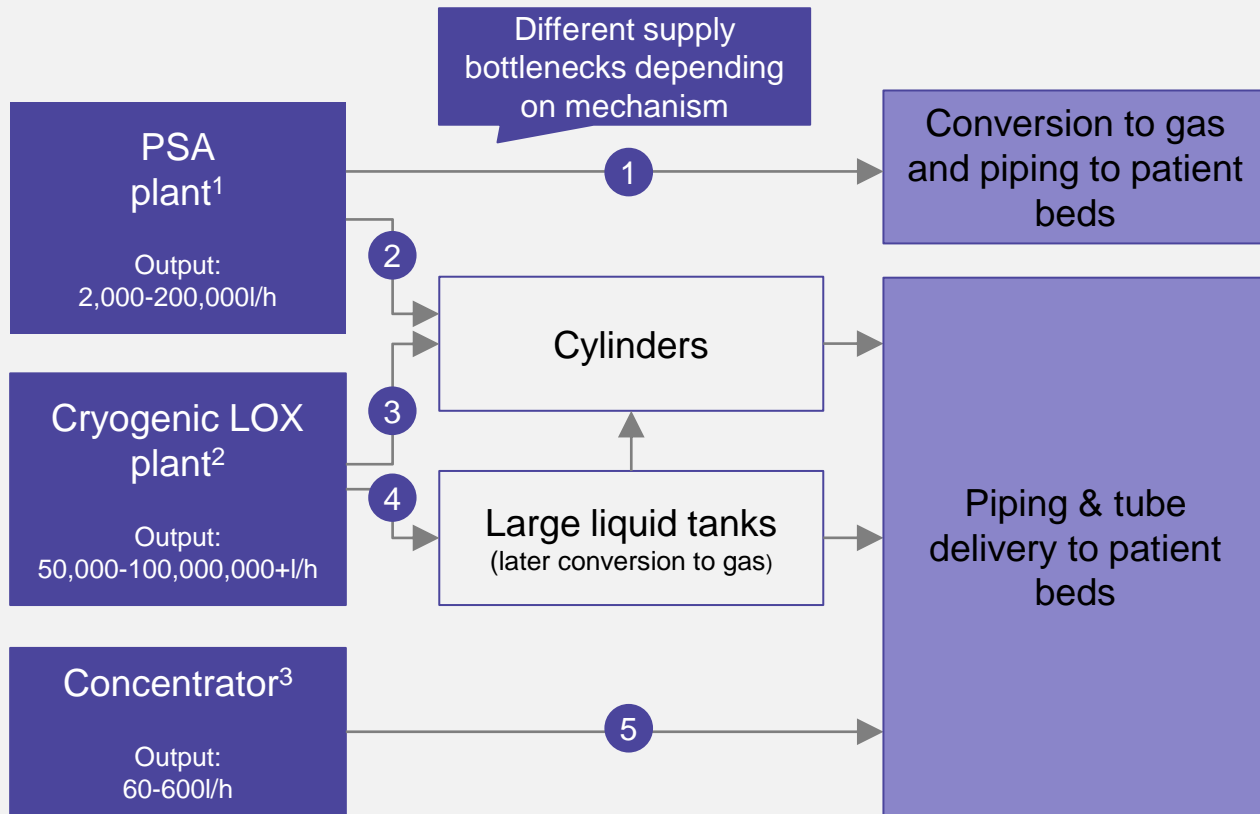 Different supply
bottlenecks depending
on mechanism
PSA
plant¹
Output:
2,000-200,000l/h
1
Conversion to gas
and piping to patient
beds
2
Cylinders
3
Cryogenic LOX
plant²
Output:
50,000-100,000,000+l/h
4
Large liquid tanks
(later conversion to gas)
Piping & tube
delivery to patient
beds
Concentrator³
Output:
60-600l/h
5